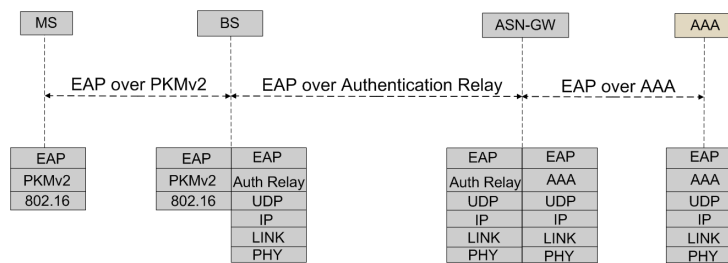 MS BS ASN-GW AAA
EAP over PKMv2 EAP over Authentication Relay EAP over AAA
EAP EAP EAP EAP EAP EAP
PKMv2 PKMv2 Auth Relay Auth Relay AAA AAA
802.16 802.16 UDP UDP UDP UDP
IP IP IP IP
LINK LINK LINK LINK
PHY PHY PHY PHY